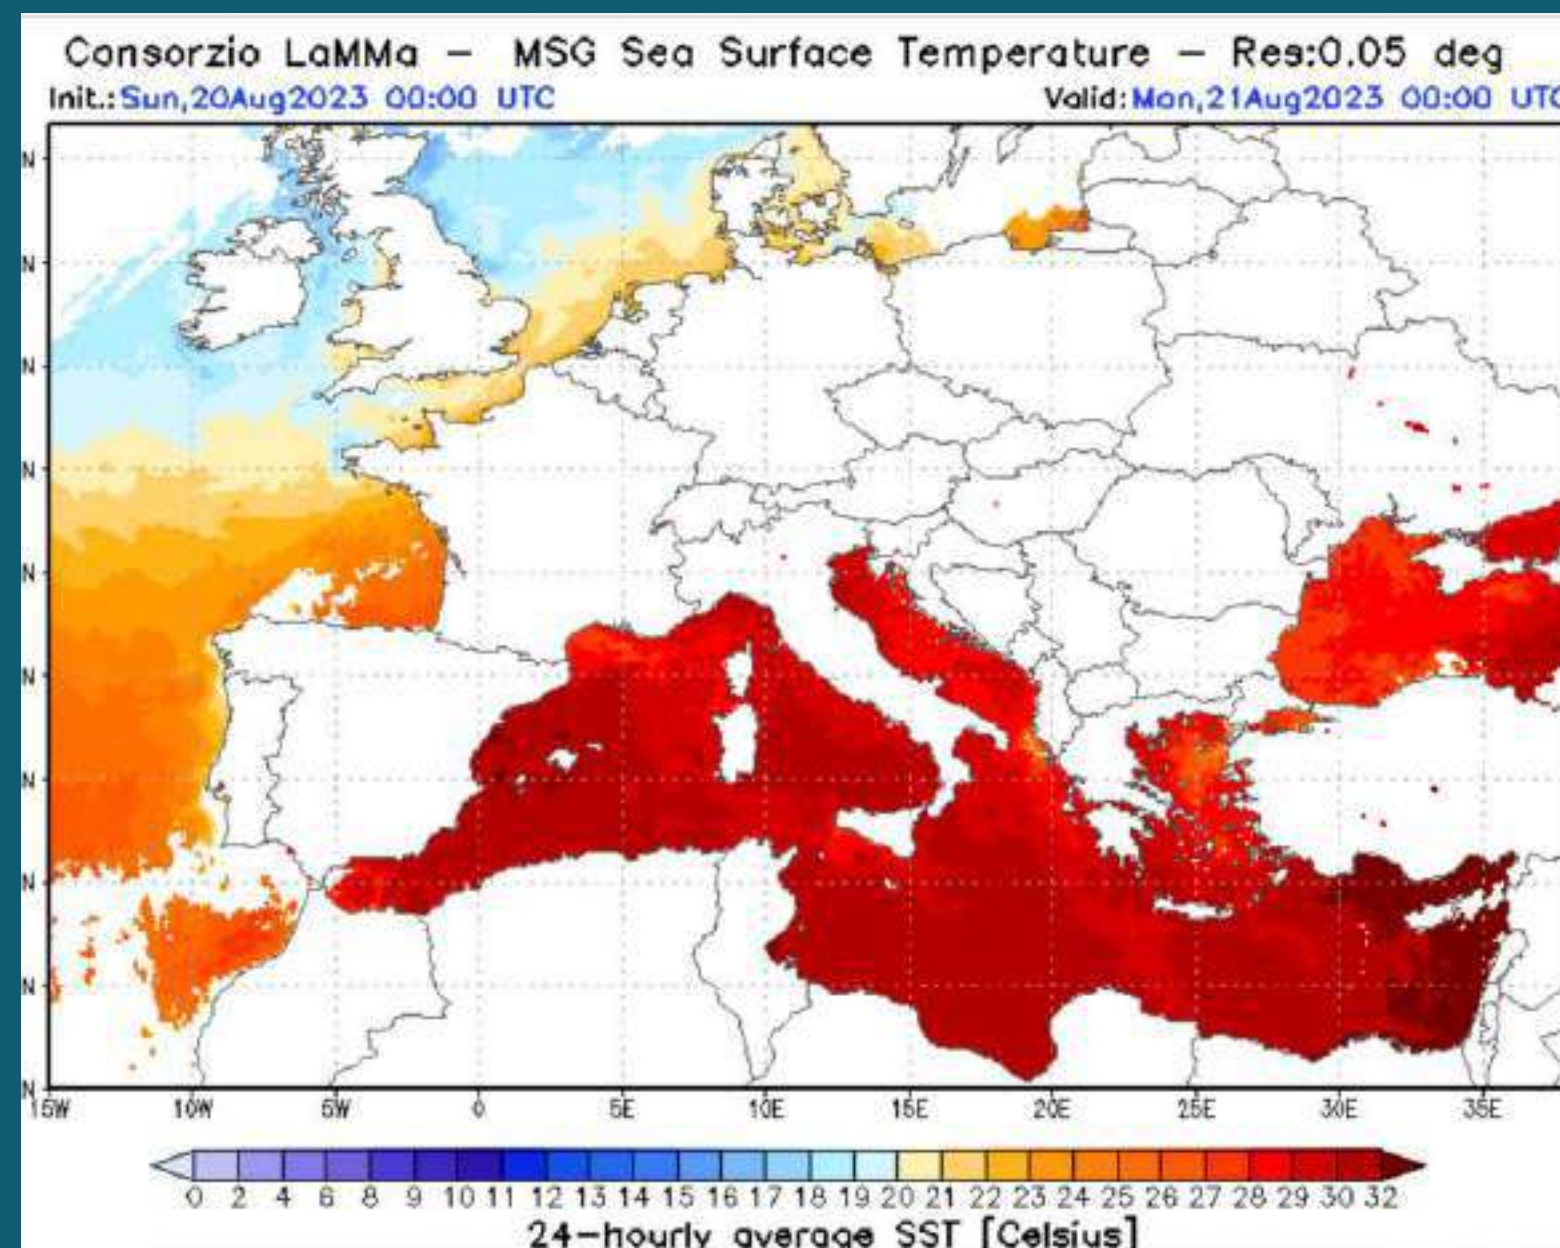 Consorzio LaMMa – MSG Sea Surface Temperature – Res:0.05 deg
Init.: Sun,20Aug2023 00:00 UTC
Valid: Mon,21Aug2023 00:00 UTC
N
N
N
N
N
N
N
N
N
N
15W 10W 5W 0 5E 10E 15E 20E 25E 30E 35E
0 2 4 6 8 9 10 11 12 13 14 15 16 17 18 19 20 21 22 23 24 25 26 27 28 29 30 32
24-hourly average SST [Celsius]